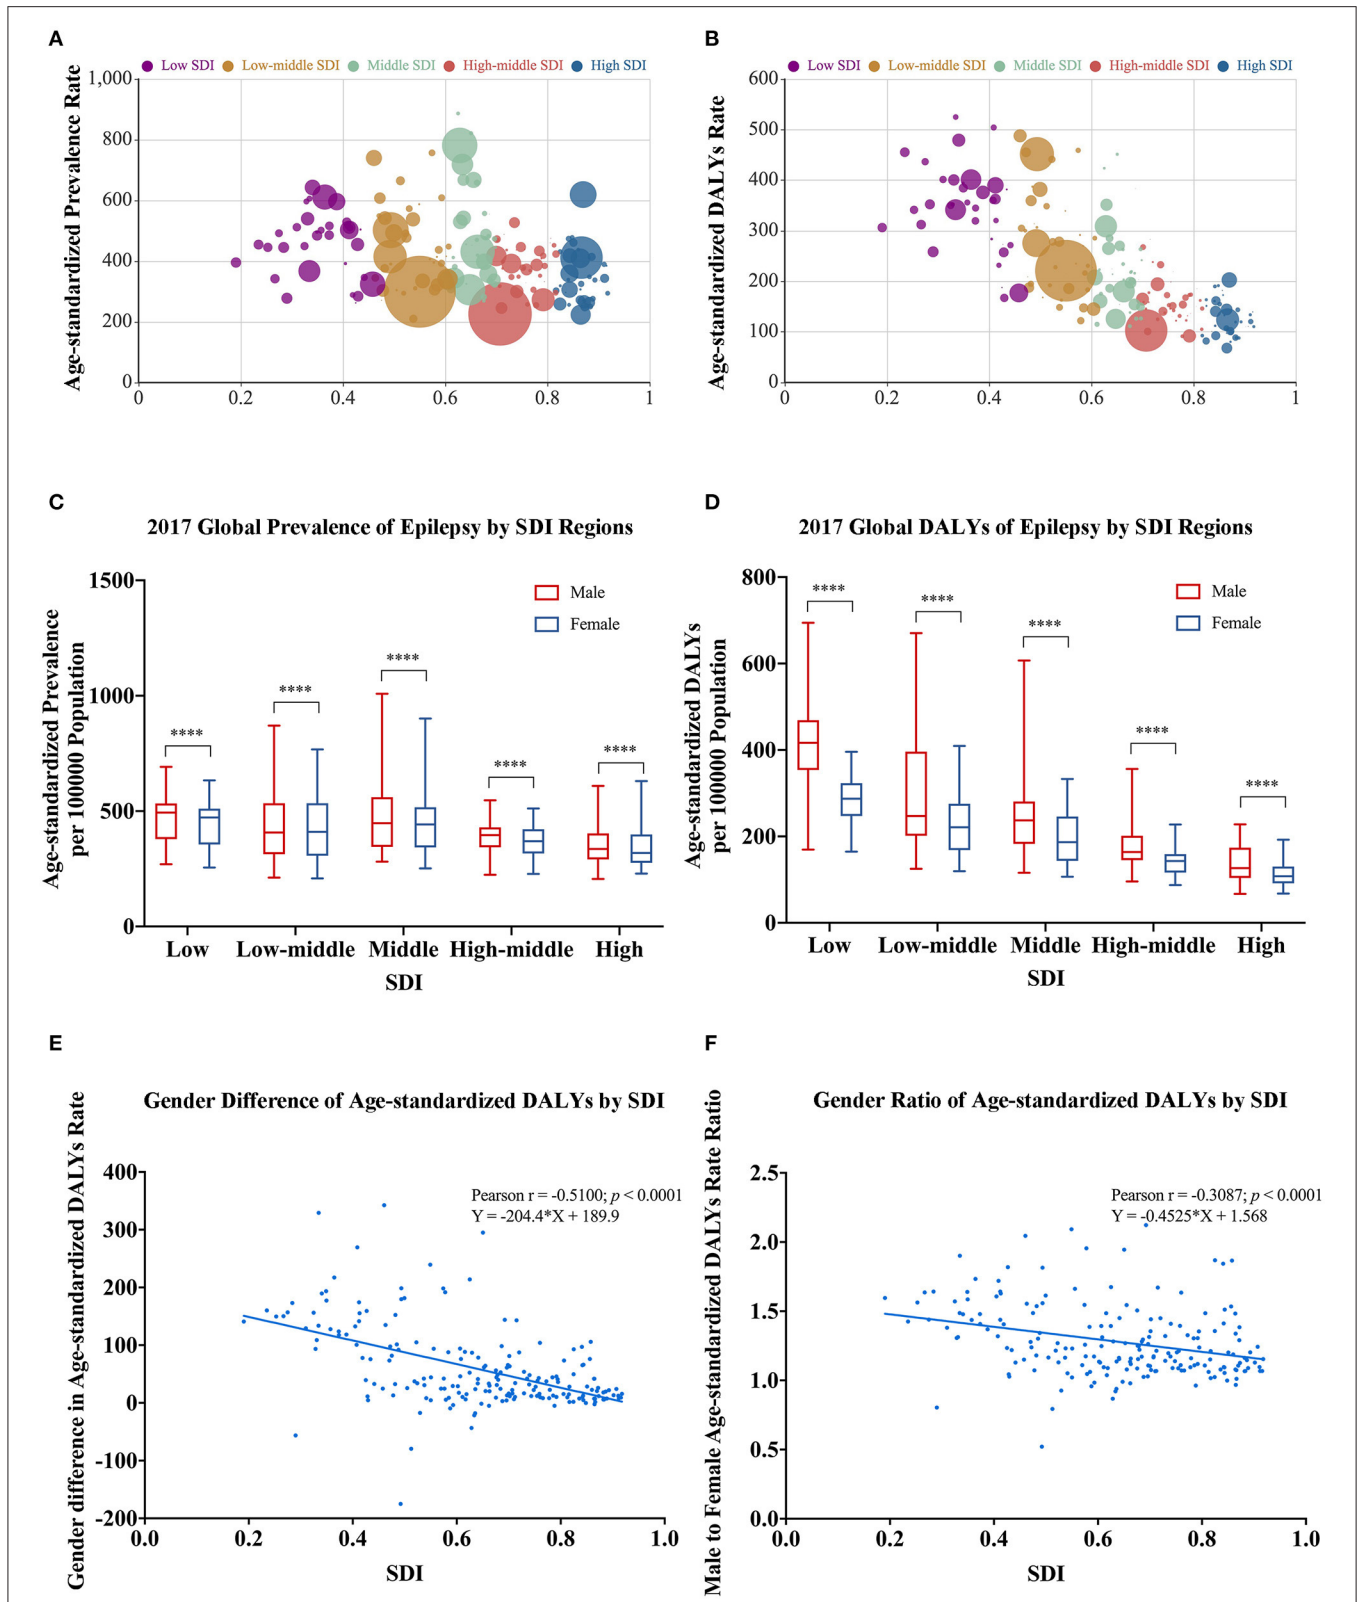 A
Low SDI Low-middle SDI Middle SDI High-middle SDI High SDI
Age-standardized Prevalence Rate
1,000
800
600
400
200
0
0 0.2 0.4 0.6 0.8 1
B
Low SDI Low-middle SDI Middle SDI High-middle SDI High SDI
Age-standardized DALYs Rate
600
500
400
300
200
100
0
0 0.2 0.4 0.6 0.8 1
C
2017 Global Prevalence of Epilepsy by SDI Regions
Age-standardized Prevalence
per 100000 Population
1500
1000
500
0
Male
Female
****
****
****
****
****
Low Low-middle Middle High-middle High
SDI
D
2017 Global DALYs of Epilepsy by SDI Regions
Age-standardized DALYs
per 100000 Population
800
600
400
200
0
Male
Female
****
****
****
****
****
Low Low-middle Middle High-middle High
SDI
E
Gender Difference of Age-standardized DALYs by SDI
Gender difference in Age-standardized DALYs Rate
400
300
200
100
0
-100
-200
Pearson r = -0.5100; p < 0.0001
Y = -204.4*X + 189.9
0.0 0.2 0.4 0.6 0.8 1.0
SDI
F
Gender Ratio of Age-standardized DALYs by SDI
Male to Female Age-standardized DALYs Rate Ratio
2.5
2.0
1.5
1.0
0.5
0.0
Pearson r = -0.3087; p < 0.0001
Y = -0.4525*X + 1.568
0.0 0.2 0.4 0.6 0.8 1.0
SDI